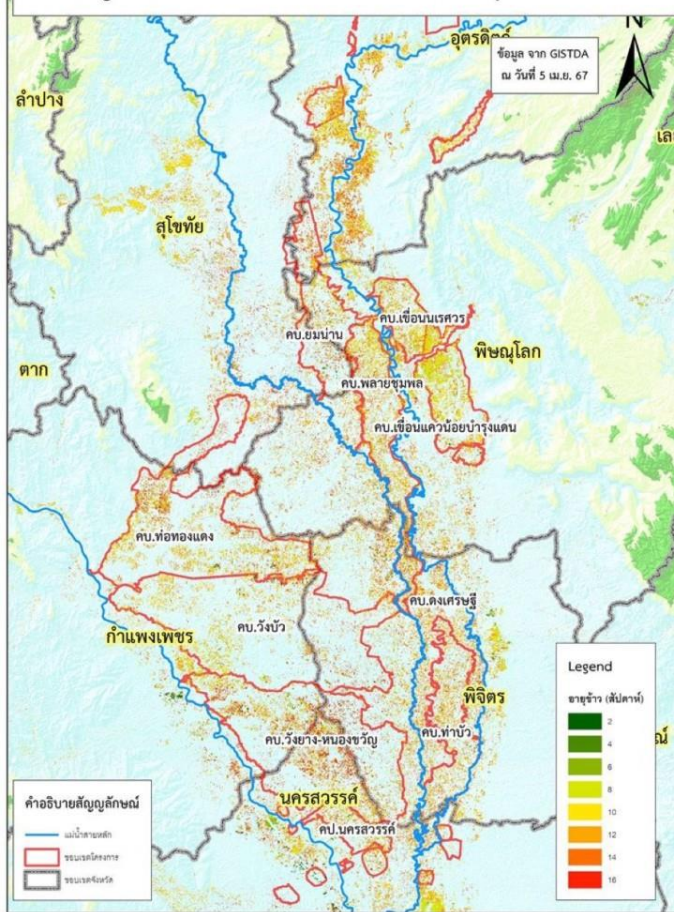 N
อุตรดิตถ์
ข้อมูล จาก GISTDA
ณ วันที่ 5 เม.ย. 67
ลำปาง
เลย
สุโขทัย
คบ.เขื่อนนเรศวร
คบ.ยมน่าน
พิษณุโลก
ตาก
คบ.พลายชุมพล
คบ.เขื่อนแควน้อยบำรุงแดน
คบ.ท่อทองแดง
คบ.ดงเศรษฐี
คบ.วังบัว
กำแพงเพชร
พิจิตร
คบ.ท่าบัว
คบ.วังยาง-หนองขวัญ
นครสวรรค์
คป.นครสวรรค์
Legend
อายุข้าว (สัปดาห์)
2
4
6
8
10
12
14
16
คำอธิบายสัญญลักษณ์
แม่น้ำสายหลัก
ขอบเขตโครงการ
ขอบเขตจังหวัด